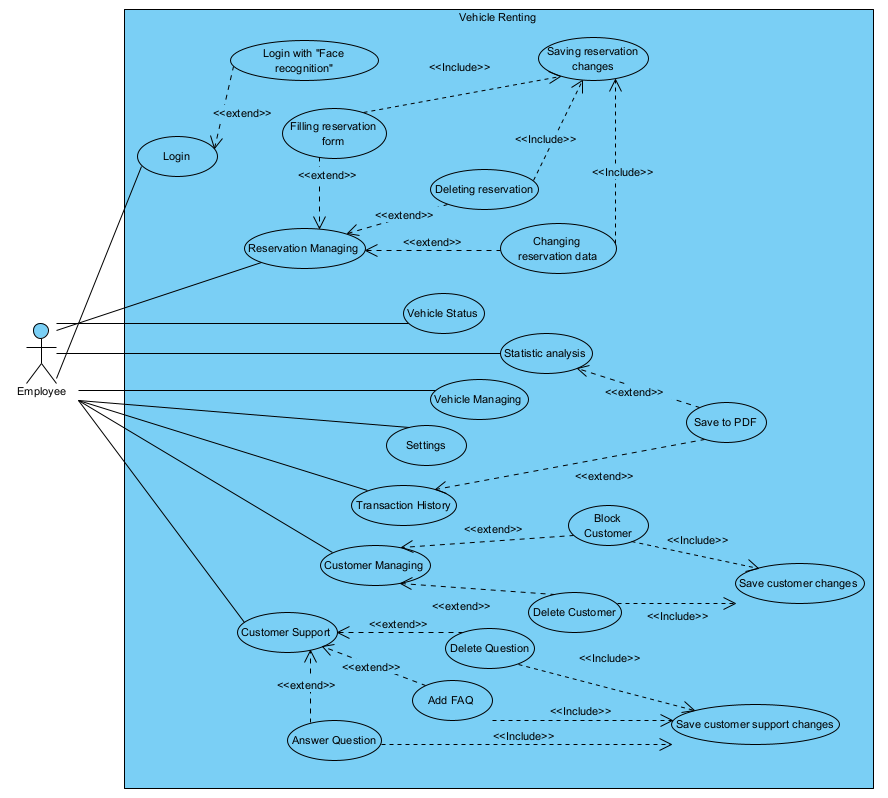 Vehicle Renting
Login with "Face
recognition"
Saving reservation
changes
<<Include>>
<<extend>>
Filling reservation
form
<<Include>>
Login
<<extend>>
<<Include>>
Deleting reservation
<<extend>>
Reservation Managing
<<extend>>
Changing
reservation data
Vehicle Status
Statistic analysis
Employee
<<extend>>
Vehicle Managing
Save to PDF
Settings
<<extend>>
Transaction History
Block
Customer
<<extend>>
<<Include>>
Customer Managing
Save customer changes
<<extend>>
Delete Customer
<<Include>>
<<extend>>
Customer Support
Delete Question
<<Include>>
<<extend>>
<<extend>>
Add FAQ
<<Include>>
Save customer support changes
Answer Question
<<Include>>